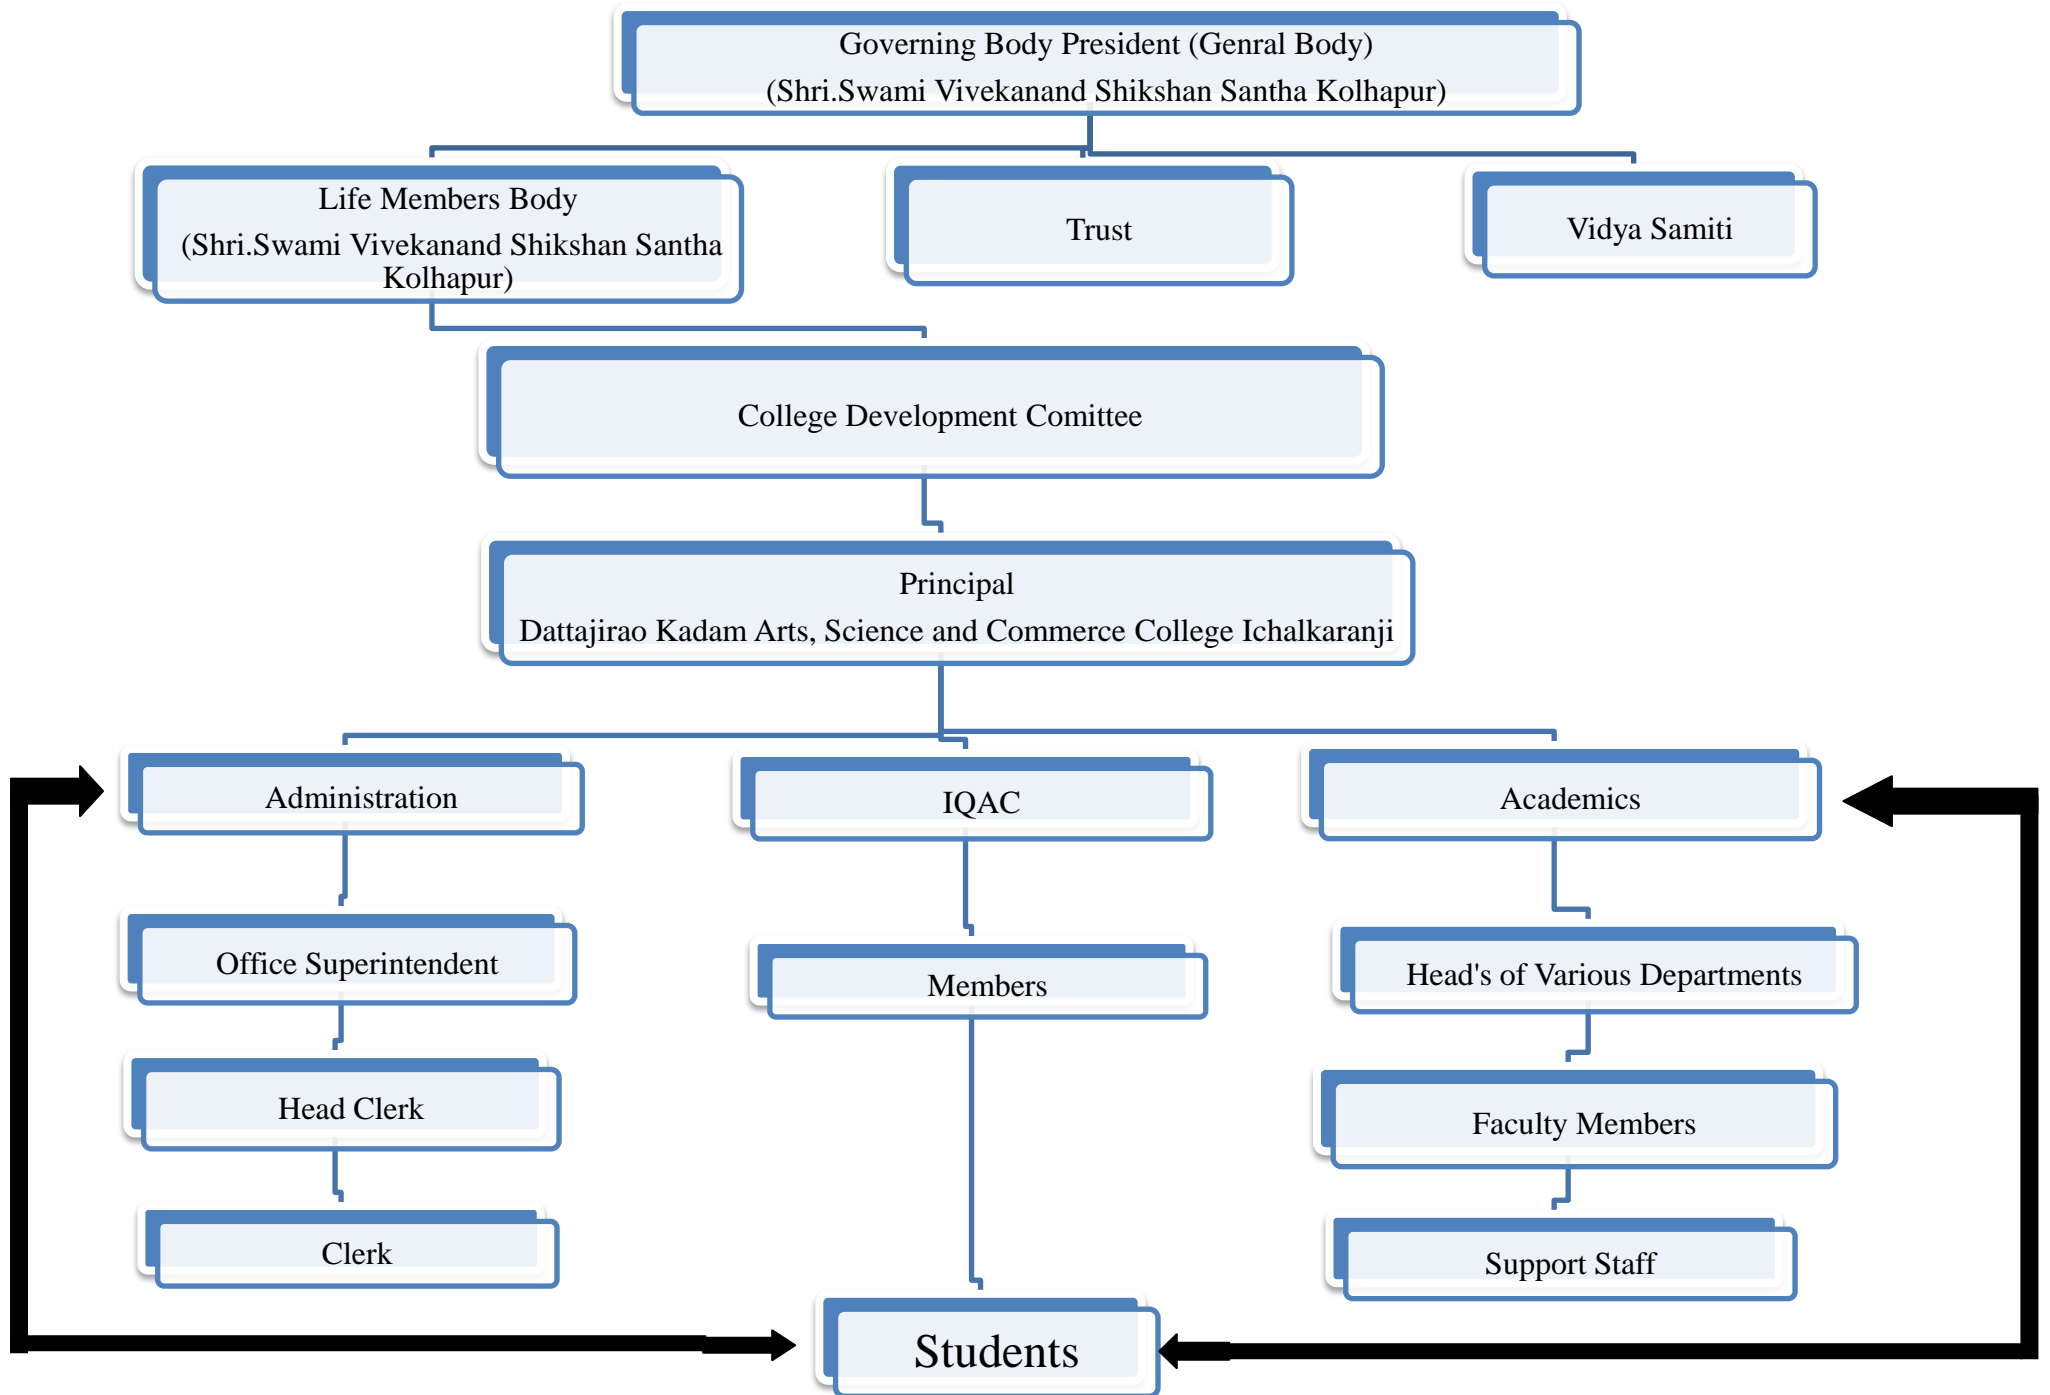 Governing Body President (Genral Body)
(Shri.Swami Vivekanand Shikshan Santha Kolhapur)
Life Members Body
(Shri.Swami Vivekanand Shikshan Santha
Kolhapur)
Trust
Vidya Samiti
College Development Comittee
Principal
Dattajirao Kadam Arts, Science and Commerce College Ichalkaranji
Administration
IQAC
Academics
Office Superintendent
Members
Head's of Various Departments
Head Clerk
Faculty Members
Clerk
Support Staff
Students